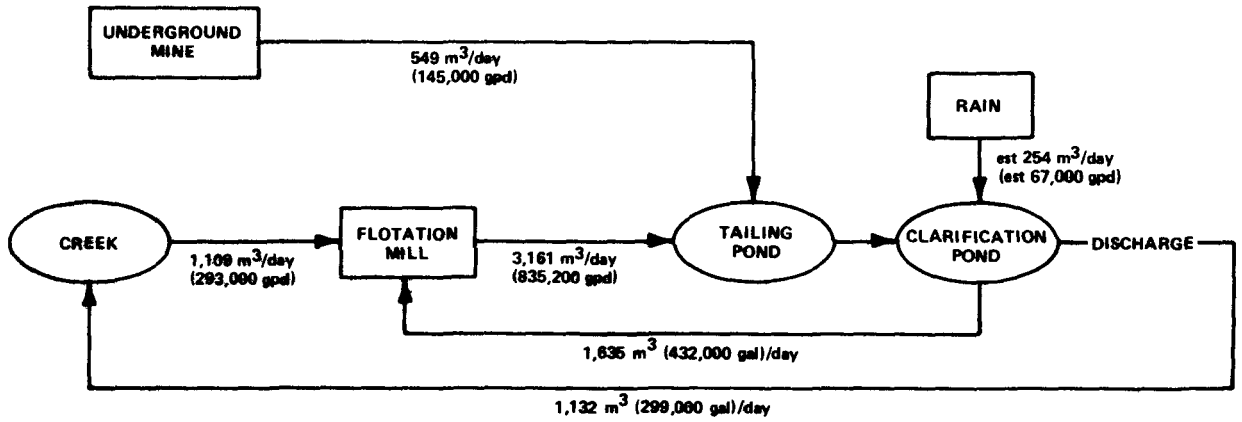 UNDERGROUND
MINE
549 m³/day
(145,000 gpd)
RAIN
est 254 m³/day
(est 67,000 gpd)
CREEK
1,109 m³/day
(293,000 gpd)
FLOTATION
MILL
3,161 m³/day
(835,200 gpd)
TAILING
POND
CLARIFICATION
POND
DISCHARGE
1,635 m³ (432,000 gal)/day
1,132 m³ (299,000 gal)/day